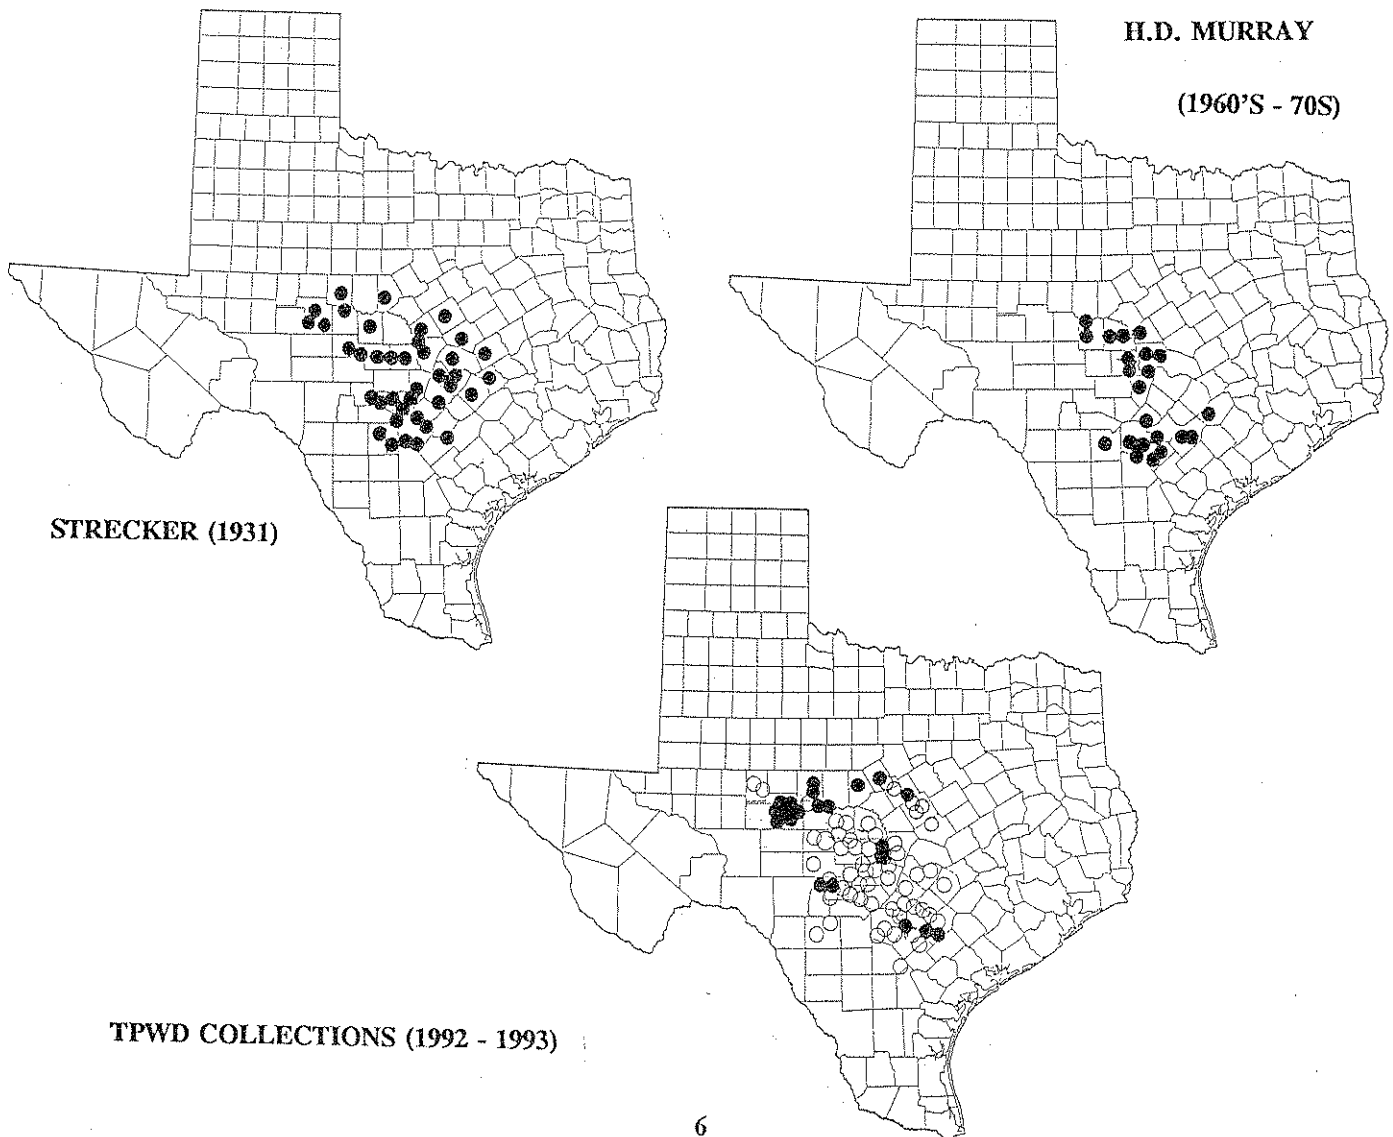 H.D. MURRAY
(1960'S - 70S)
STRECKER (1931)
TPWD COLLECTIONS (1992 - 1993)
6